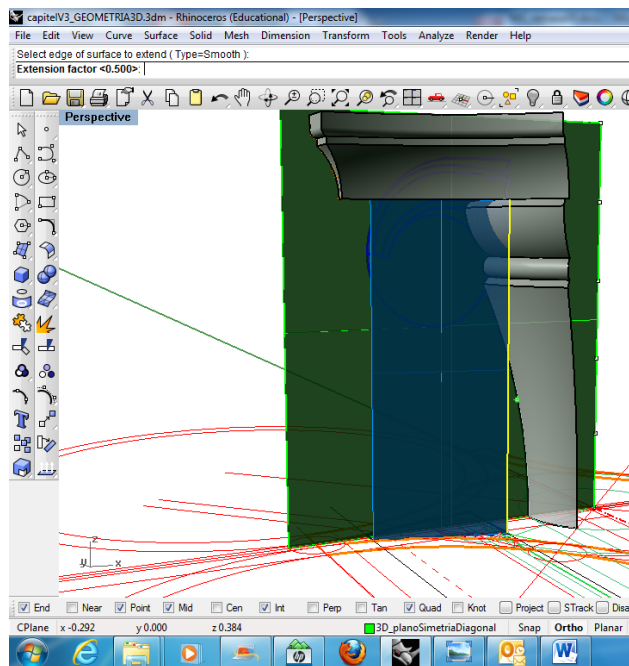 capitelV3_GEOMETRIA3D.3dm - Rhinoceros (Educational) - [Perspective]
File Edit View Curve Surface Solid Mesh Dimension Transform Tools Analyze Render Help
Select edge of surface to extend ( Type=Smooth ):
Extension factor <0.500>:
Perspective
z
y x
End Near Point Mid Cen Int Perp Tan Quad Knot Project STrack Disa
CPlane x -0.292 y 0.000 z 0.384 3D_planoSimetriaDiagonal Snap Ortho Planar